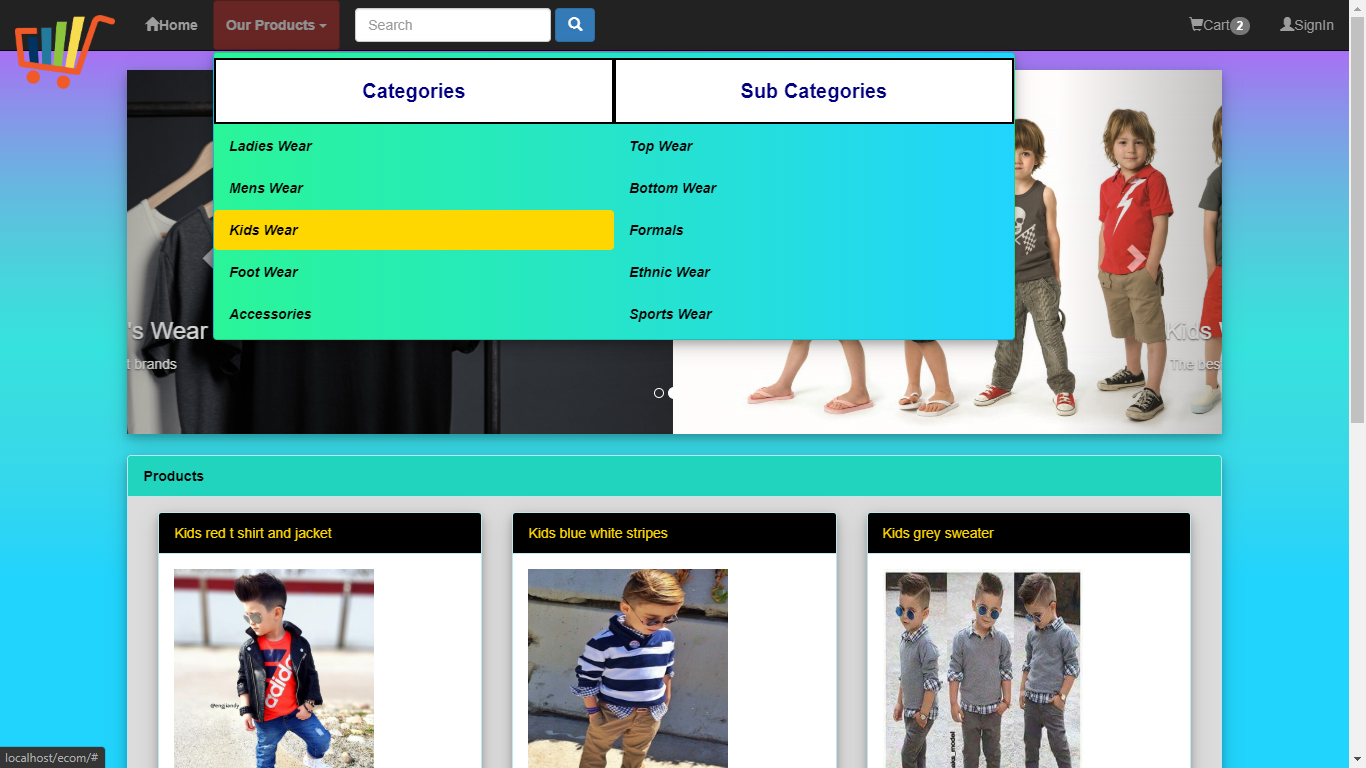 Home
Our Products
Search
Cart 2
SignIn
Categories
Sub Categories
Ladies Wear
Top Wear
Mens Wear
Bottom Wear
Kids Wear
Formals
Foot Wear
Ethnic Wear
Accessories
Sports Wear
's Wear
t brands
Kids
The bes
Products
Kids red t shirt and jacket
Kids blue white stripes
Kids grey sweater
adidas
@engjiandy
localhost/ecom/#